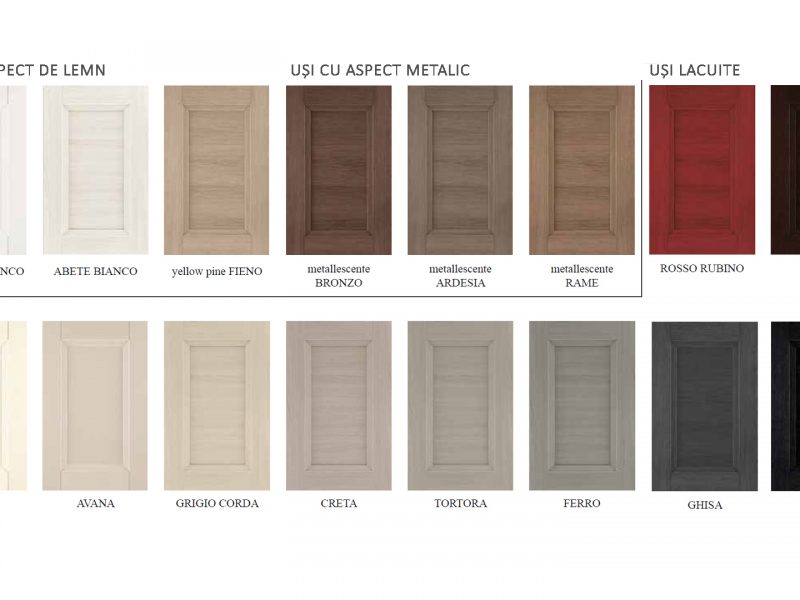 PECT DE LEMN
UȘI CU ASPECT METALIC
UȘI LACUITE
NCO
ABETE BIANCO
yellow pine FIENO
metallescente
BRONZO
metallescente
ARDESIA
metallescente
RAME
ROSSO RUBINO
AVANA
GRIGIO CORDA
CRETA
TORTORA
FERRO
GHISA